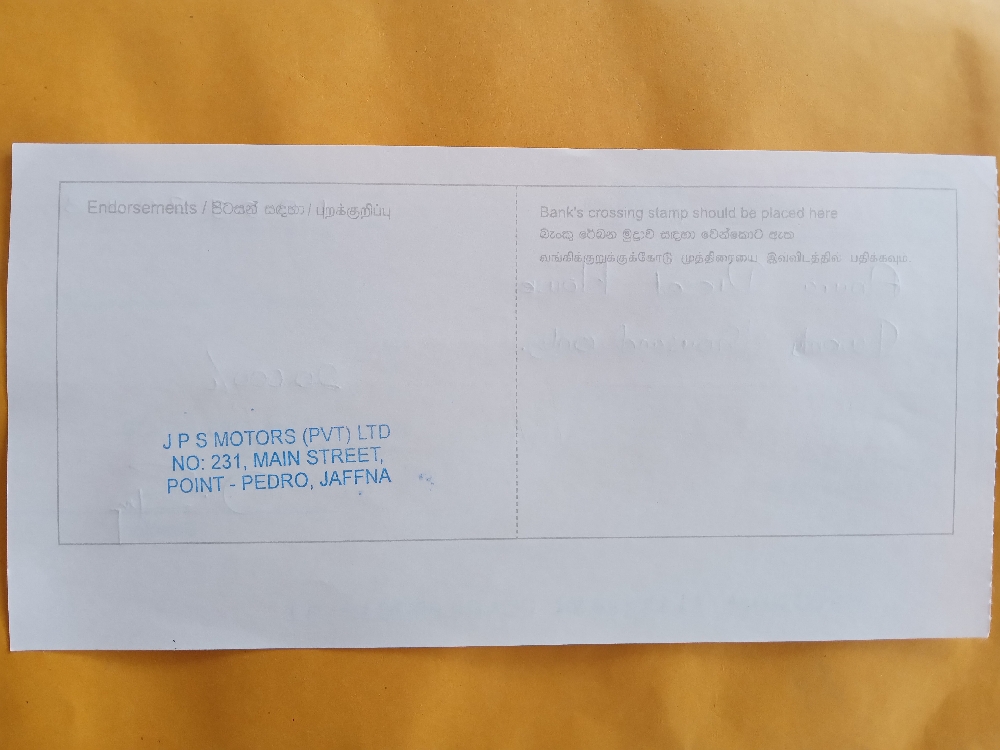 Endorsements / පිටසන් සඳහා / புறக்குறிப்பு
Bank's crossing stamp should be placed here
බැංකු රේඛන මුද්‍රාව සඳහා වෙන්කොට ඇත
வங்கிக்குறுக்குக்கோடு முத்திரையை இவ்விடத்தில் பதிக்கவும்
J P S MOTORS (PVT) LTD
NO: 231, MAIN STREET,
POINT - PEDRO, JAFFNA